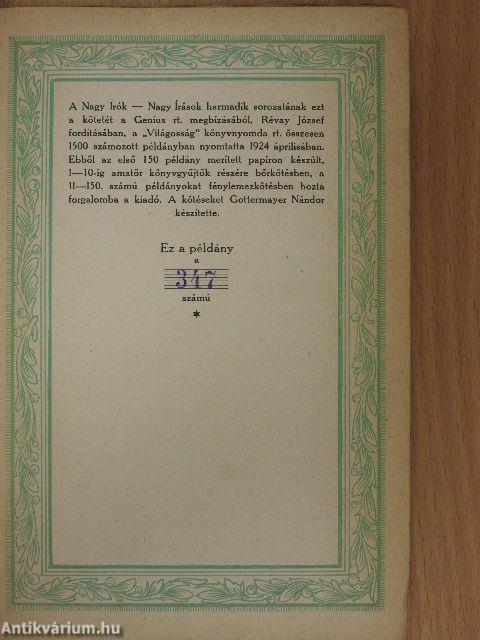 A Nagy Irók — Nagy Írások harmadik sorozatának ezt
a kötetét a Genius rt. megbízásából, Révay József
fordításában, a „Világosság" könyvnyomda rt. összesen
1500 számozott példányban nyomtatta 1924 áprilisában.
Ebből az első 150 példány merített papíron készült,
1—10-ig amatőr könyvgyűjtők részére bőrkötésben, a
11—150. számú példányokat fénylemezkötésben hozta
forgalomba a kiadó. A kötéseket Gottermayer Nándor
készítette.
Ez a példány
a
347
számú
*
Antikvárium.hu